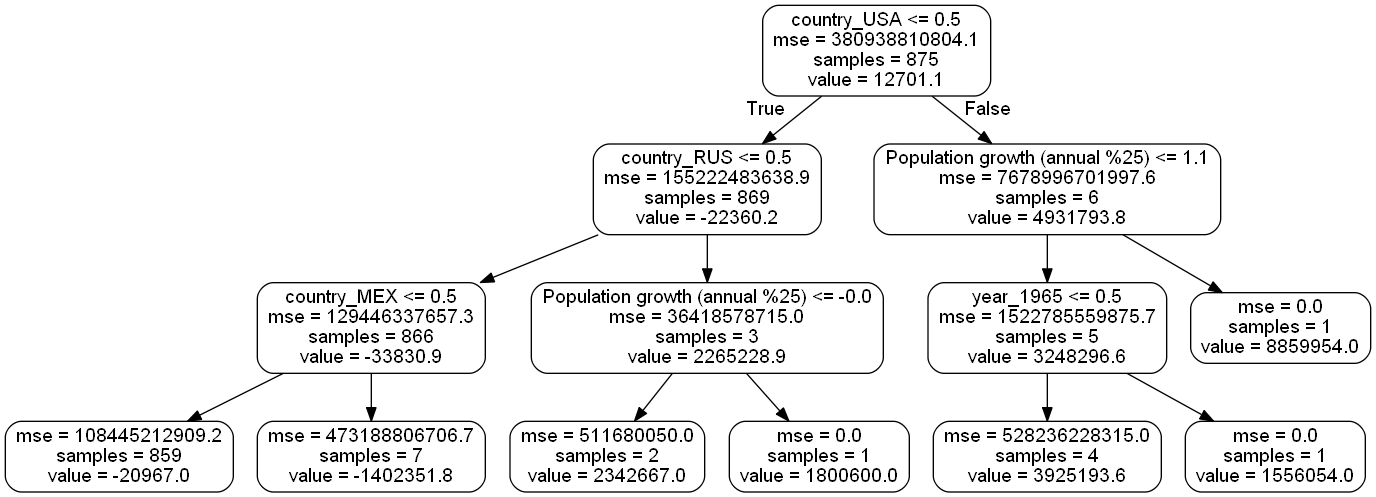 country_USA <= 0.5
mse = 380938810804.1
samples = 875
value = 12701.1
True
False
country_RUS <= 0.5
mse = 155222483638.9
samples = 869
value = -22360.2
Population growth (annual %25) <= 1.1
mse = 7678996701997.6
samples = 6
value = 4931793.8
country_MEX <= 0.5
mse = 129446337657.3
samples = 866
value = -33830.9
Population growth (annual %25) <= -0.0
mse = 36418578715.0
samples = 3
value = 2265228.9
year_1965 <= 0.5
mse = 1522785559875.7
samples = 5
value = 3248296.6
mse = 0.0
samples = 1
value = 8859954.0
mse = 108445212909.2
samples = 859
value = -20967.0
mse = 473188806706.7
samples = 7
value = -1402351.8
mse = 511680050.0
samples = 2
value = 2342667.0
mse = 0.0
samples = 1
value = 1800600.0
mse = 528236228315.0
samples = 4
value = 3925193.6
mse = 0.0
samples = 1
value = 1556054.0